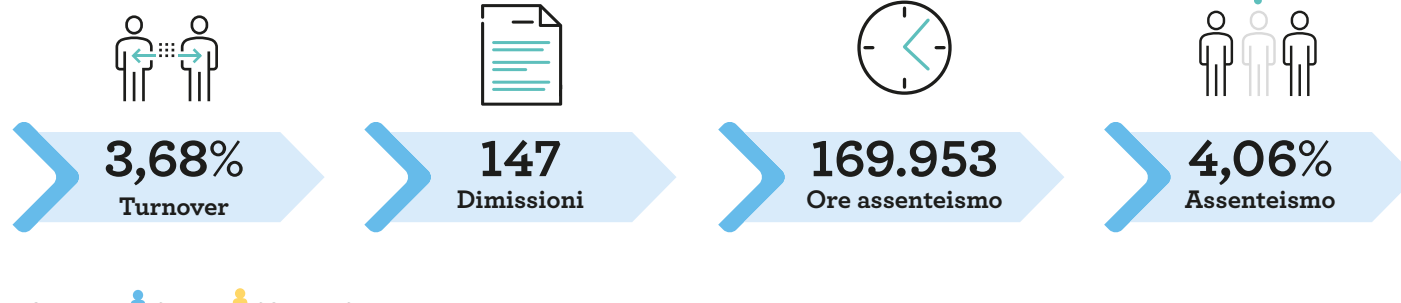 3,68%
Turnover
147
Dimissioni
169.953
Ore assenteismo
4,06%
Assenteismo